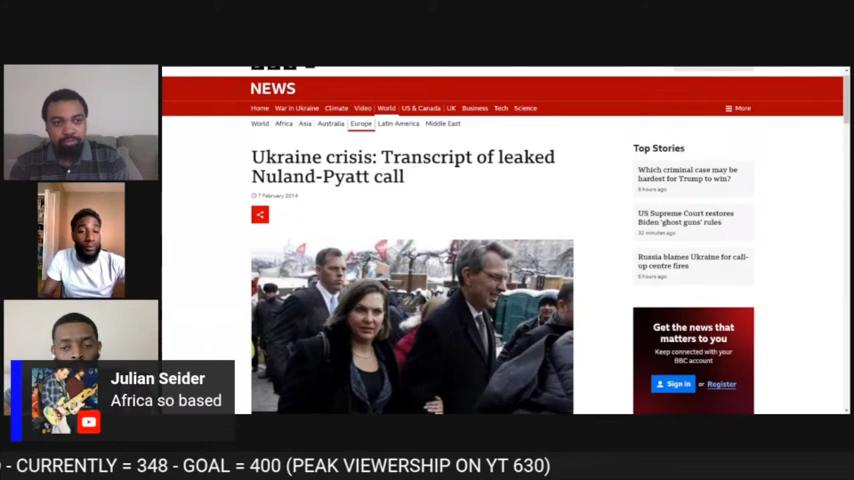 NEWS
Home War in Ukraine Climate Video World US & Canada UK Business Tech Science More
World Africa Asia Australia Europe Latin America Middle East
Ukraine crisis: Transcript of leaked
Nuland-Pyatt call
7 February 2014
Top Stories
Which criminal case may be
hardest for Trump to win?
6 hours ago
US Supreme Court restores
Biden 'ghost guns' rules
32 minutes ago
Russia blames Ukraine for call-
up centre fires
6 hours ago
Get the news that
matters to you
Keep connected with your
BBC account
Sign in or Register
Julian Seider
Africa so based
- CURRENTLY = 348 - GOAL = 400 (PEAK VIEWERSHIP ON YT 630)